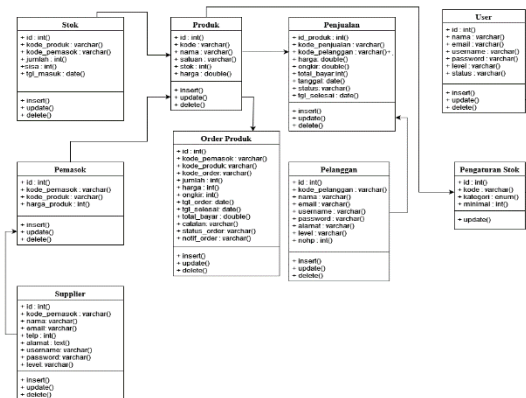 Stok
+ id : int()
+ kode_produk : varchar()
+ kode_pemasok : varchar()
+ jumlah : int()
+sisa : int()
+ tgl_masuk : date()
+ insert()
+ update()
+ delete()
Produk
+ id : int()
+ kode : varchar()
+ nama : varchar()
+ satuan : varchar()
+ stok : int()
+ harga : double()
+ insert()
+ update()
+ delete()
Penjualan
+ id_produk : int()
+ kode_penjualan : varchar()
+ kode_pelanggan : varchar()+.
+ harga: double()
+ ongkir: double()
+ total_bayar:int()
+ tanggal: date()
+ status: varchar()
+ tgl_selesai : date()
+ insert()
+ update()
+ delete()
User
+ id : int()
+ nama : varchar()
+ email : varchar()
+ username : varchar()
+ password : varchar()
+ level : varchar()
+ status : varchar()
+ insert()
+ update()
+ delete()
Pemasok
+ id : int()
+ kode_pemasok : varchar()
+ kode_produk : varchar()
+ harga_produk : int()
+ insert()
+ update()
+ delete()
Order Produk
+ id : int()
+ kode_pemasok : varchar()
+ kode_produk : varchar()
+ kode_order : varchar()
+ jumlah : int()
+ harga : int()
+ ongkir: int()
+ tgl_order : date()
+ tgl_selesai: date()
+ total_bayar : double()
+ catatan : varchar()
+ status_order : varchar()
+ notif_order : varchar()
+ insert()
+ update()
+ delete()
Pelanggan
+ id : int()
+ kode_pelanggan : varchar()
+ nama : varchar()
+ email : varchar()
+ username : varchar()
+ password : varchar()
+ alamat : varchar()
+ level : varchar()
+ nohp : int()
+ insert()
+ update()
+ delete()
Pengaturan Stok
+ id : int()
+ kode : varchar()
+ kategori : enum()
+ minimal : int()
+ update()
Supplier
+ id : int()
+ kode_pemasok : varchar()
+ nama: varchar()
+ email: varchar()
+ telp : int()
+ alamat : text()
+ username: varchar()
+ password: varchar()
+ level: varchar()
+ insert()
+ update()
+ delete()